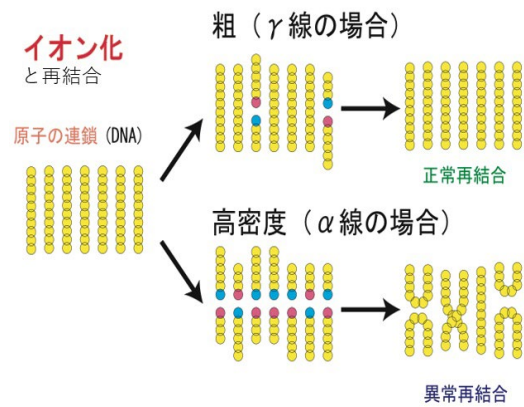 イオン化
と再結合
原子の連鎖 (DNA)
粗（γ線の場合）
正常再結合
高密度（α線の場合）
異常再結合